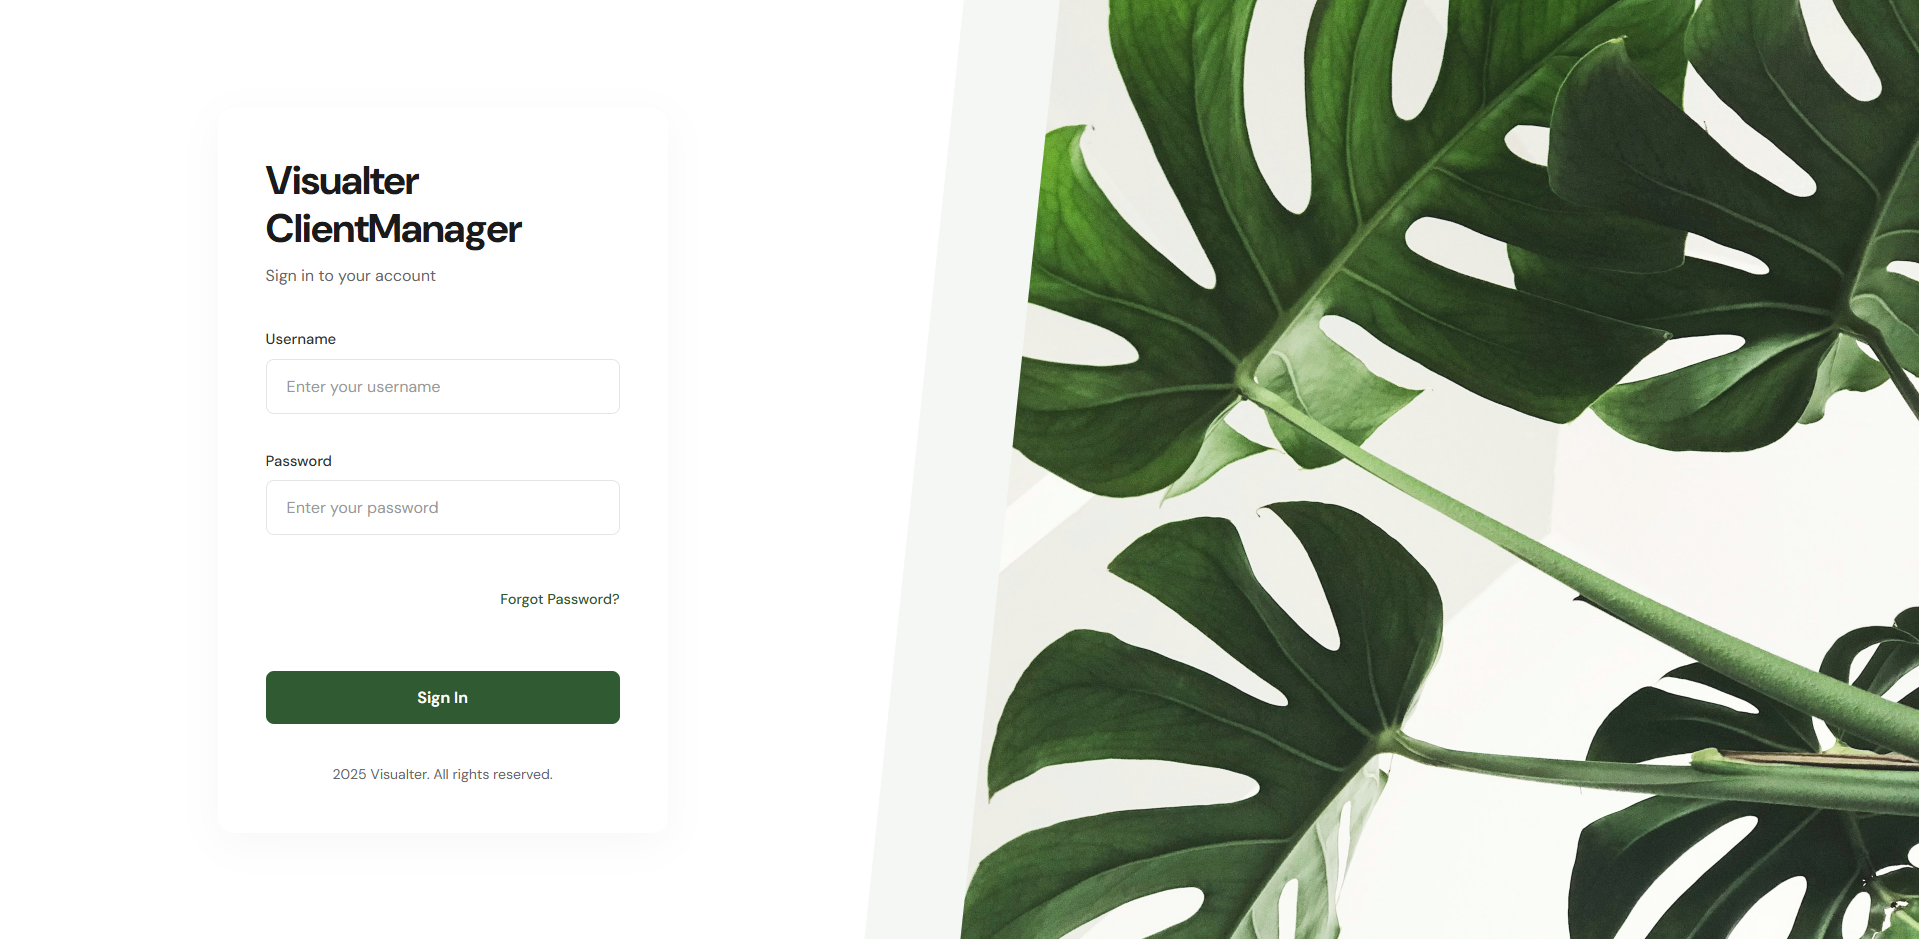 Visualter
ClientManager
Sign in to your account
Username
Enter your username
Password
Enter your password
Forgot Password?
Sign In
2025 Visualter. All rights reserved.